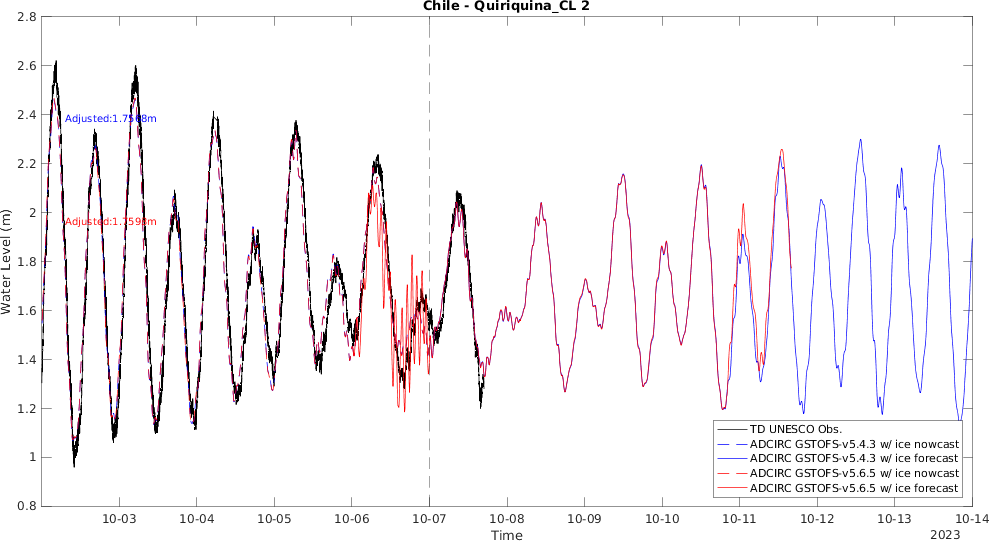 Chile - Quiriquina_CL 2
2.8
2.6
2.4
2.2
2
1.8
1.6
1.4
1.2
1
0.8
Water Level (m)
Adjusted:1.7568m
Adjusted:1.7598m
TD UNESCO Obs.
ADCIRC GSTOFS-v5.4.3 w/ ice nowcast
ADCIRC GSTOFS-v5.4.3 w/ ice forecast
ADCIRC GSTOFS-v5.6.5 w/ ice nowcast
ADCIRC GSTOFS-v5.6.5 w/ ice forecast
10-03 10-04 10-05 10-06 10-07 10-08 10-09 10-10 10-11 10-12 10-13 10-14
Time
2023